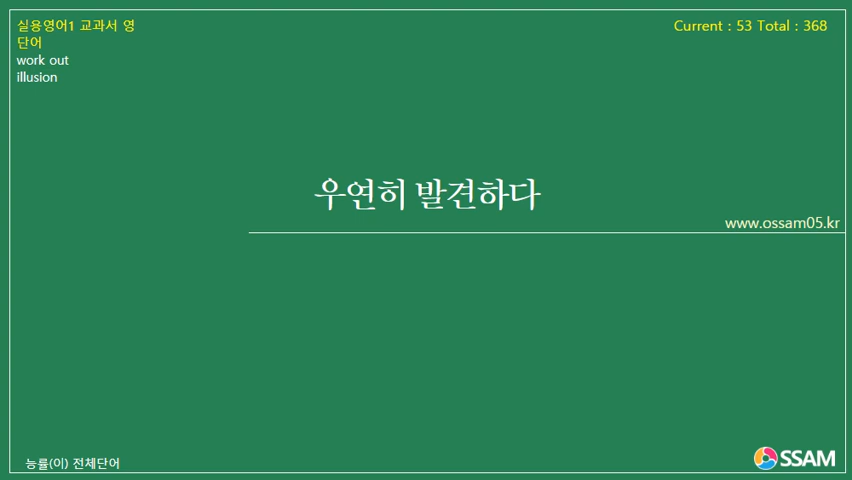 실용영어1 교과서 영
단어
work out
illusion
Current : 53 Total : 368
우연히 발견하다
www.ossam05.kr
능률(이) 전체단어
OSSAM